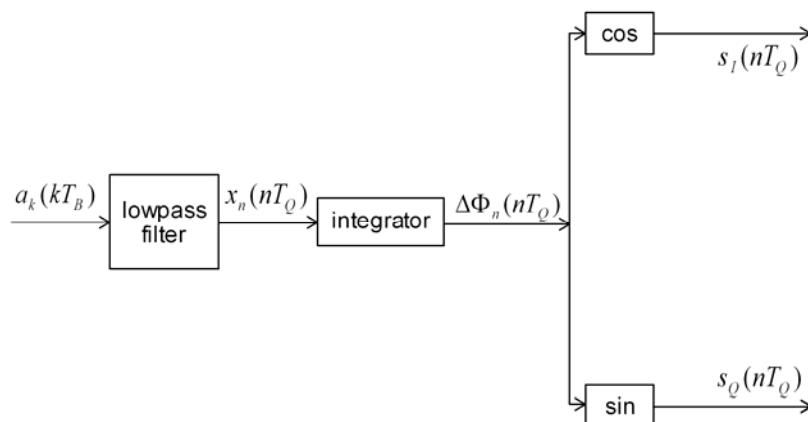 cos
s_I(nT_Q)
a_k(kT_B)
lowpass
filter
x_n(nT_Q)
integrator
ΔΦ_n(nT_Q)
s_Q(nT_Q)
sin